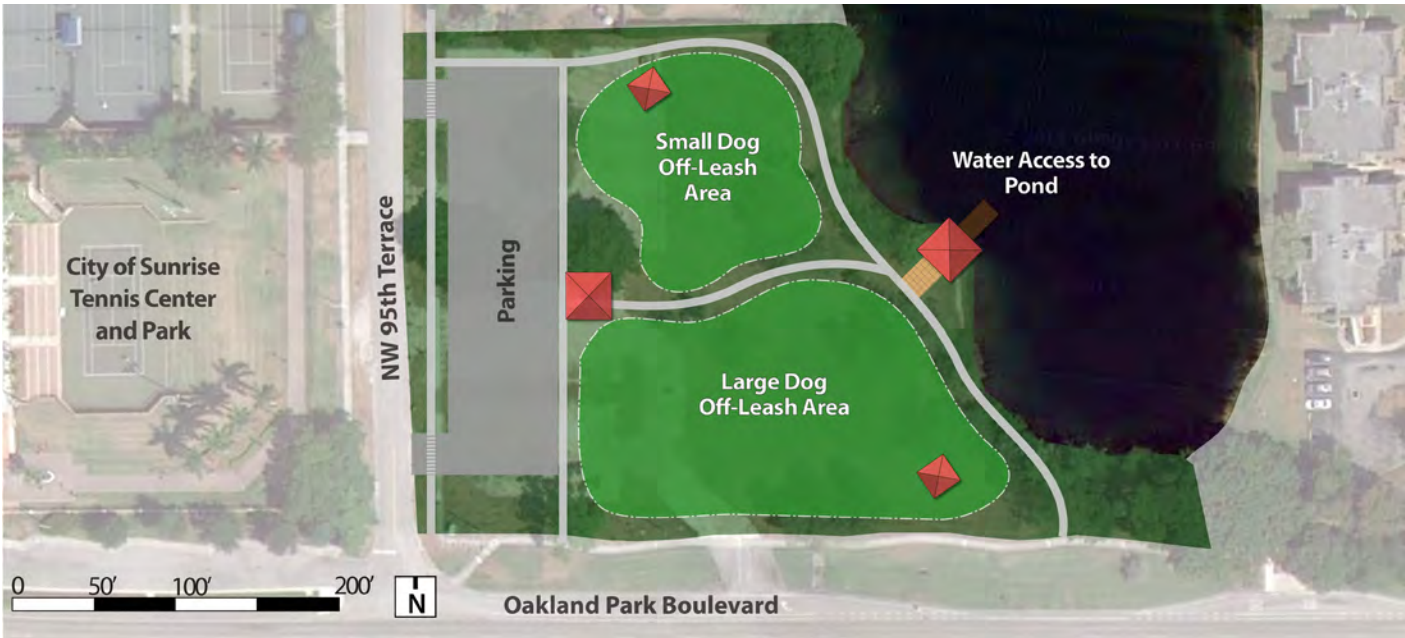 Small Dog
Off-Leash
Area
Water Access to
Pond
City of Sunrise
Tennis Center
and Park
NW 95th Terrace
Parking
Large Dog
Off-Leash Area
0 50' 100' 200'
N
Oakland Park Boulevard